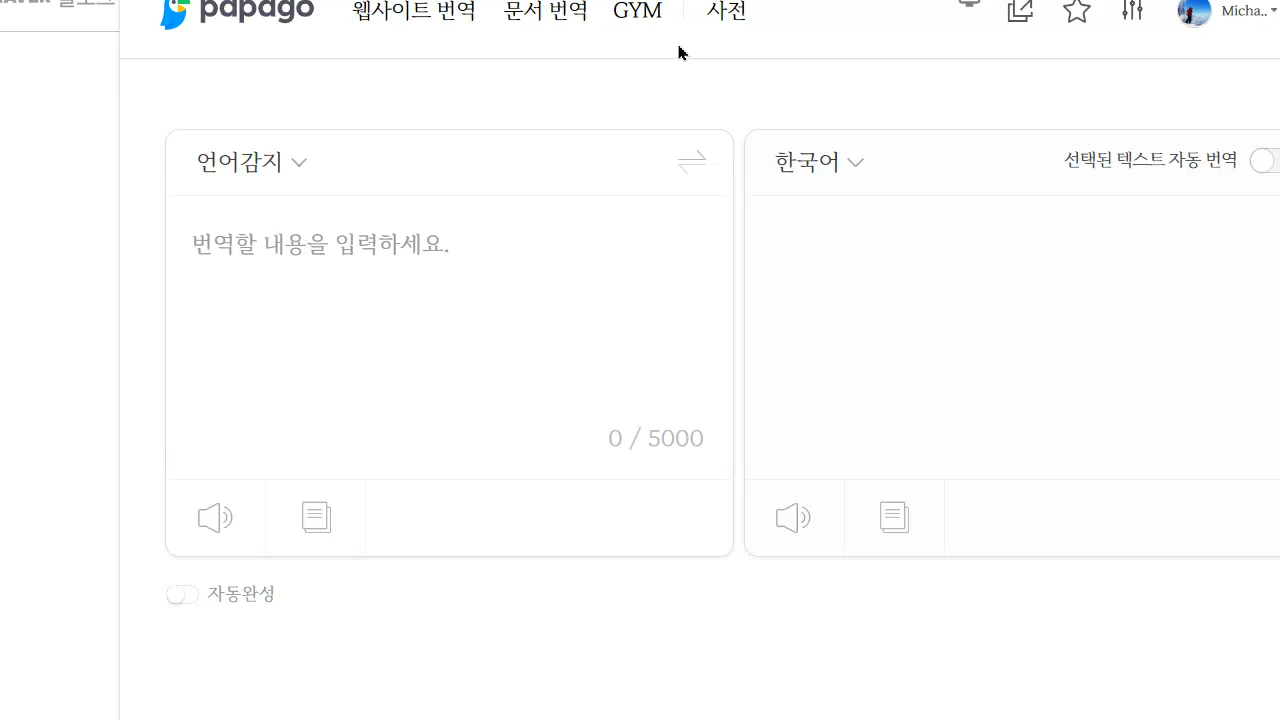 papago 웹사이트 번역 문서 번역 GYM 사전 Micha..
언어감지
한국어 선택된 텍스트 자동 번역
번역할 내용을 입력하세요.
0 / 5000
자동완성